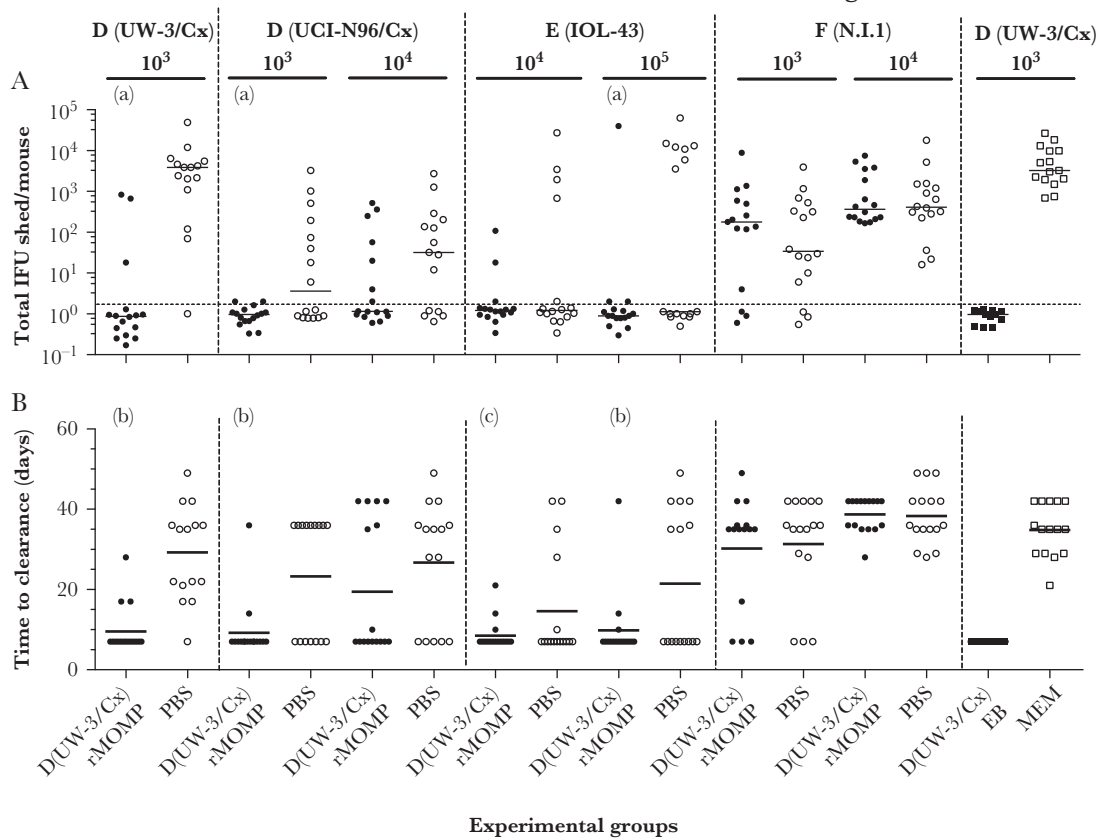 D (UW-3/Cx) D (UCI-N96/Cx) E (IOL-43) F (N.I.1) D (UW-3/Cx)
10³ 10³ 10⁴ 10⁴ 10⁵ 10³ 10⁴ 10³
A
(a) (a) (a)
Total IFU shed/mouse
10⁵
10⁴
10³
10²
10¹
10⁰
10⁻¹
B
(b) (b) (c) (b)
Time to clearance (days)
60
40
20
0
D(UW-3/Cx)
rMOMP
PBS
D(UW-3/Cx)
rMOMP
PBS
D(UW-3/Cx)
rMOMP
PBS
D(UW-3/Cx)
rMOMP
PBS
D(UW-3/Cx)
rMOMP
PBS
D(UW-3/Cx)
rMOMP
PBS
D(UW-3/Cx)
rMOMP
PBS
D(UW-3/Cx)
EB
MEM
Experimental groups